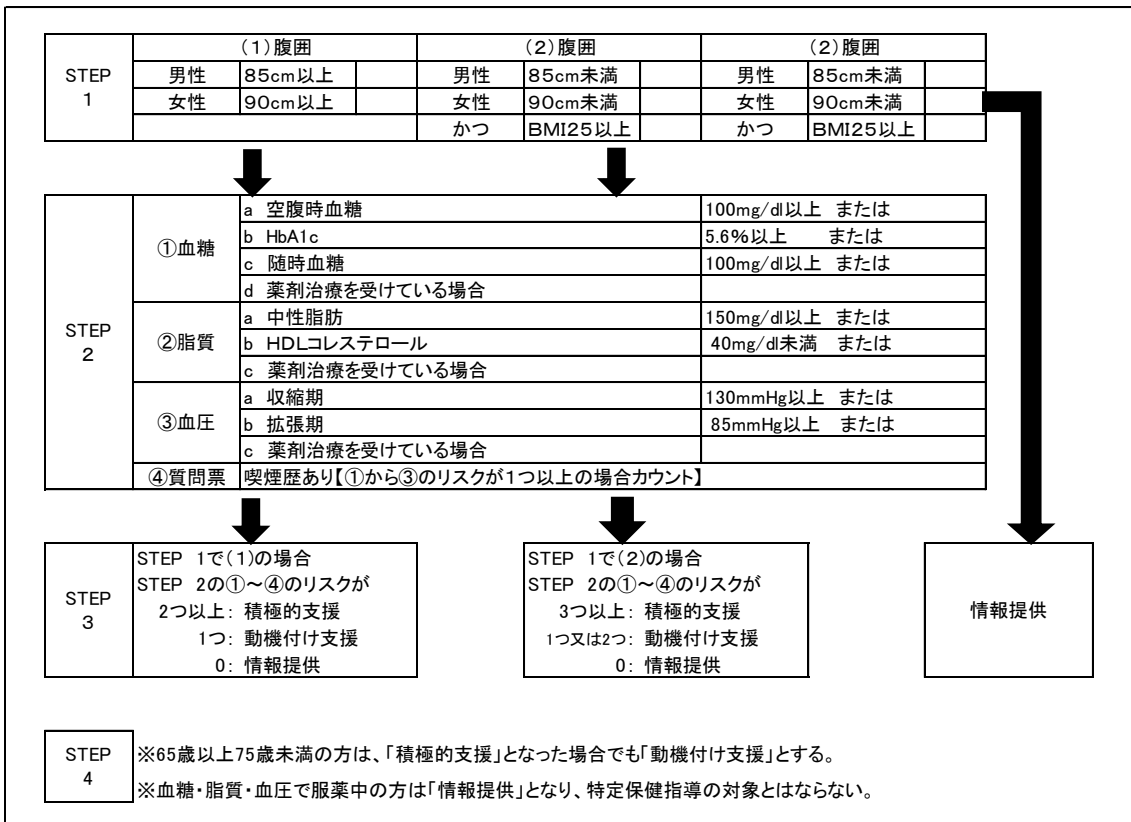 STEP 1
(1)腹囲 (2)腹囲 (2)腹囲
男性 85cm以上 男性 85cm未満 男性 85cm未満
女性 90cm以上 女性 90cm未満 女性 90cm未満
かつ BMI25以上 かつ BMI25以上
STEP 2
①血糖
a 空腹時血糖 100mg/dl以上 または
b HbA1c 5.6%以上 または
c 随時血糖 100mg/dl以上 または
d 薬剤治療を受けている場合
②脂質
a 中性脂肪 150mg/dl以上 または
b HDLコレステロール 40mg/dl未満 または
c 薬剤治療を受けている場合
③血圧
a 収縮期 130mmHg以上 または
b 拡張期 85mmHg以上 または
c 薬剤治療を受けている場合
④質問票 喫煙歴あり【①から③のリスクが1つ以上の場合カウント】
STEP 3
STEP 1で(1)の場合
STEP 2の①~④のリスクが
2つ以上: 積極的支援
1つ: 動機付け支援
0: 情報提供
STEP 1で(2)の場合
STEP 2の①~④のリスクが
3つ以上: 積極的支援
1つ又は2つ: 動機付け支援
0: 情報提供
情報提供
STEP 4
※65歳以上75歳未満の方は、「積極的支援」となった場合でも「動機付け支援」とする。
※血糖・脂質・血圧で服薬中の方は「情報提供」となり、特定保健指導の対象とはならない。